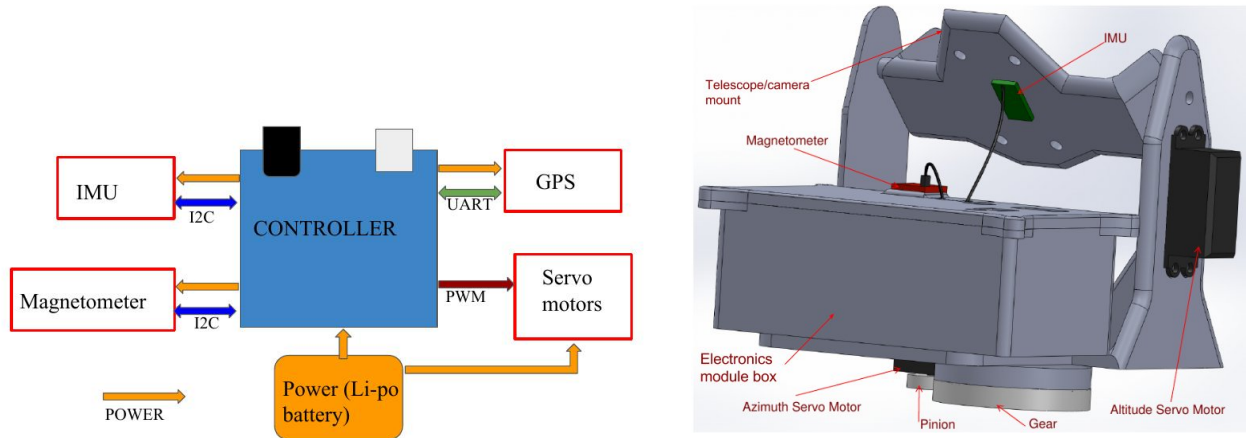 IMU
I2C
CONTROLLER
GPS
UART
Magnetometer
I2C
PWM
Servo
motors
Power (Li-po
battery)
POWER
IMU
Telescope/camera
mount
Magnetometer
Electronics
module box
Azimuth Servo Motor
Pinion
Gear
Altitude Servo Motor